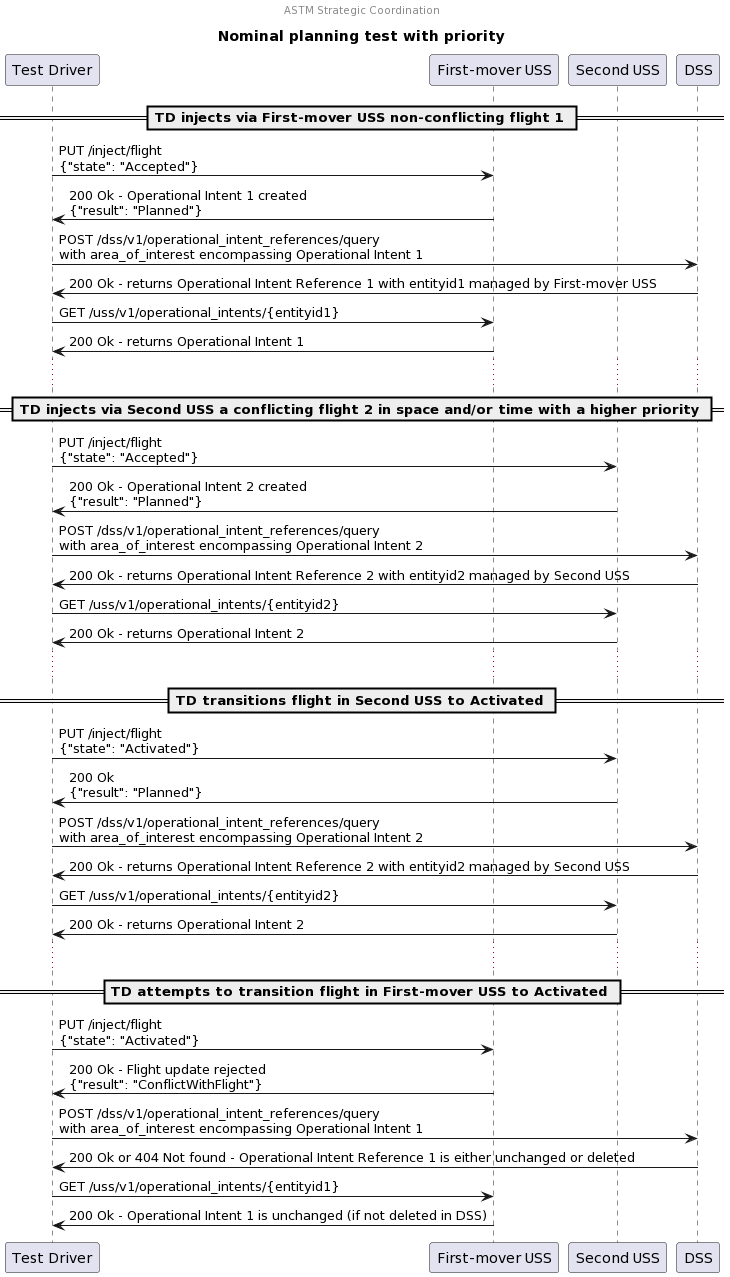 ASTM Strategic Coordination
Nominal planning test with priority
Test Driver
First-mover USS
Second USS
DSS
TD injects via First-mover USS non-conflicting flight 1
PUT /inject/flight
{"state": "Accepted"}
200 Ok - Operational Intent 1 created
{"result": "Planned"}
POST /dss/v1/operational_intent_references/query
with area_of_interest encompassing Operational Intent 1
200 Ok - returns Operational Intent Reference 1 with entityid1 managed by First-mover USS
GET /uss/v1/operational_intents/{entityid1}
200 Ok - returns Operational Intent 1
TD injects via Second USS a conflicting flight 2 in space and/or time with a higher priority
PUT /inject/flight
{"state": "Accepted"}
200 Ok - Operational Intent 2 created
{"result": "Planned"}
POST /dss/v1/operational_intent_references/query
with area_of_interest encompassing Operational Intent 2
200 Ok - returns Operational Intent Reference 2 with entityid2 managed by Second USS
GET /uss/v1/operational_intents/{entityid2}
200 Ok - returns Operational Intent 2
TD transitions flight in Second USS to Activated
PUT /inject/flight
{"state": "Activated"}
200 Ok
{"result": "Planned"}
POST /dss/v1/operational_intent_references/query
with area_of_interest encompassing Operational Intent 2
200 Ok - returns Operational Intent Reference 2 with entityid2 managed by Second USS
GET /uss/v1/operational_intents/{entityid2}
200 Ok - returns Operational Intent 2
TD attempts to transition flight in First-mover USS to Activated
PUT /inject/flight
{"state": "Activated"}
200 Ok - Flight update rejected
{"result": "ConflictWithFlight"}
POST /dss/v1/operational_intent_references/query
with area_of_interest encompassing Operational Intent 1
200 Ok or 404 Not found - Operational Intent Reference 1 is either unchanged or deleted
GET /uss/v1/operational_intents/{entityid1}
200 Ok - Operational Intent 1 is unchanged (if not deleted in DSS)
Test Driver
First-mover USS
Second USS
DSS